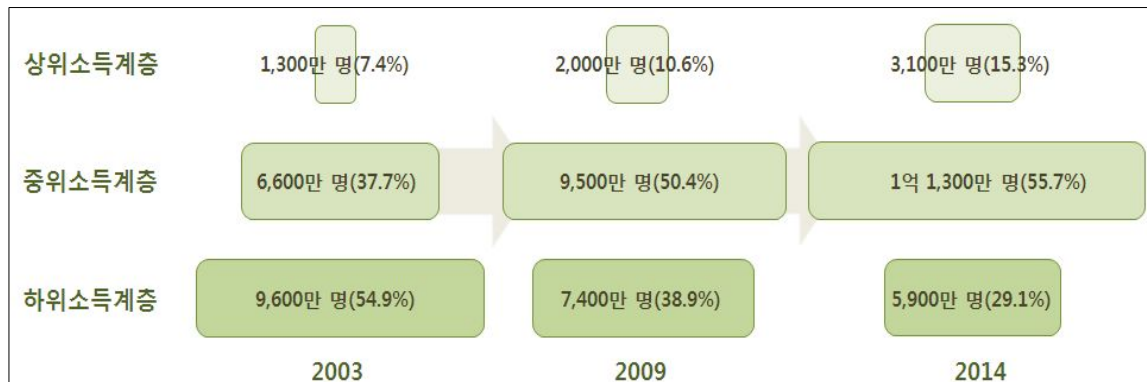 상위소득계층 1,300만 명(7.4%) 2,000만 명(10.6%) 3,100만 명(15.3%)
중위소득계층 6,600만 명(37.7%) 9,500만 명(50.4%) 1억 1,300만 명(55.7%)
하위소득계층 9,600만 명(54.9%) 7,400만 명(38.9%) 5,900만 명(29.1%)
2003 2009 2014